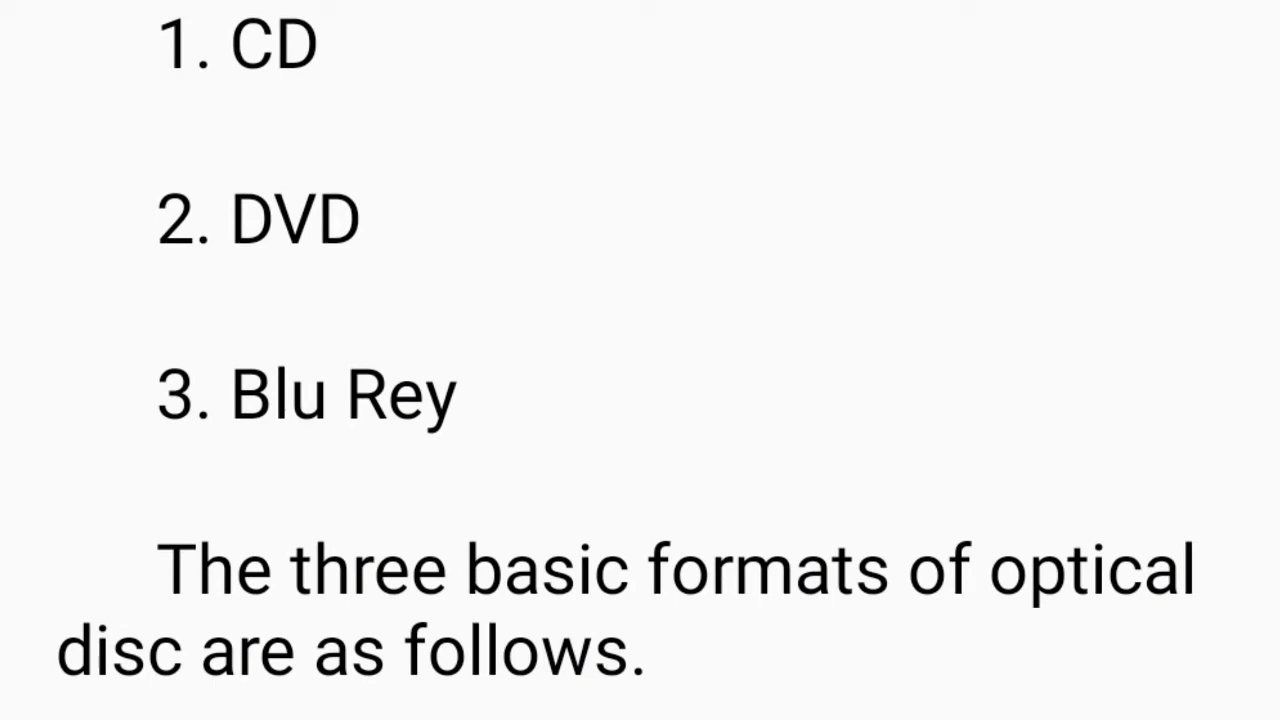 1. CD
2. DVD
3. Blu Rey
The three basic formats of optical
disc are as follows.